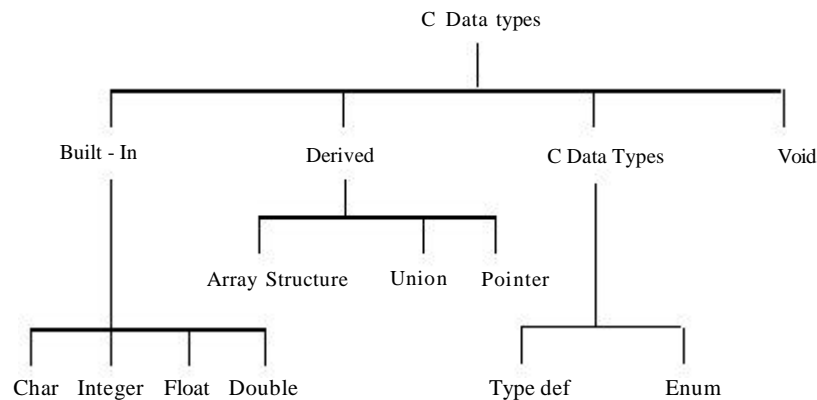 C Data types
Built - In
Derived
C Data Types
Void
Array Structure
Union
Pointer
Char
Integer
Float
Double
Type def
Enum